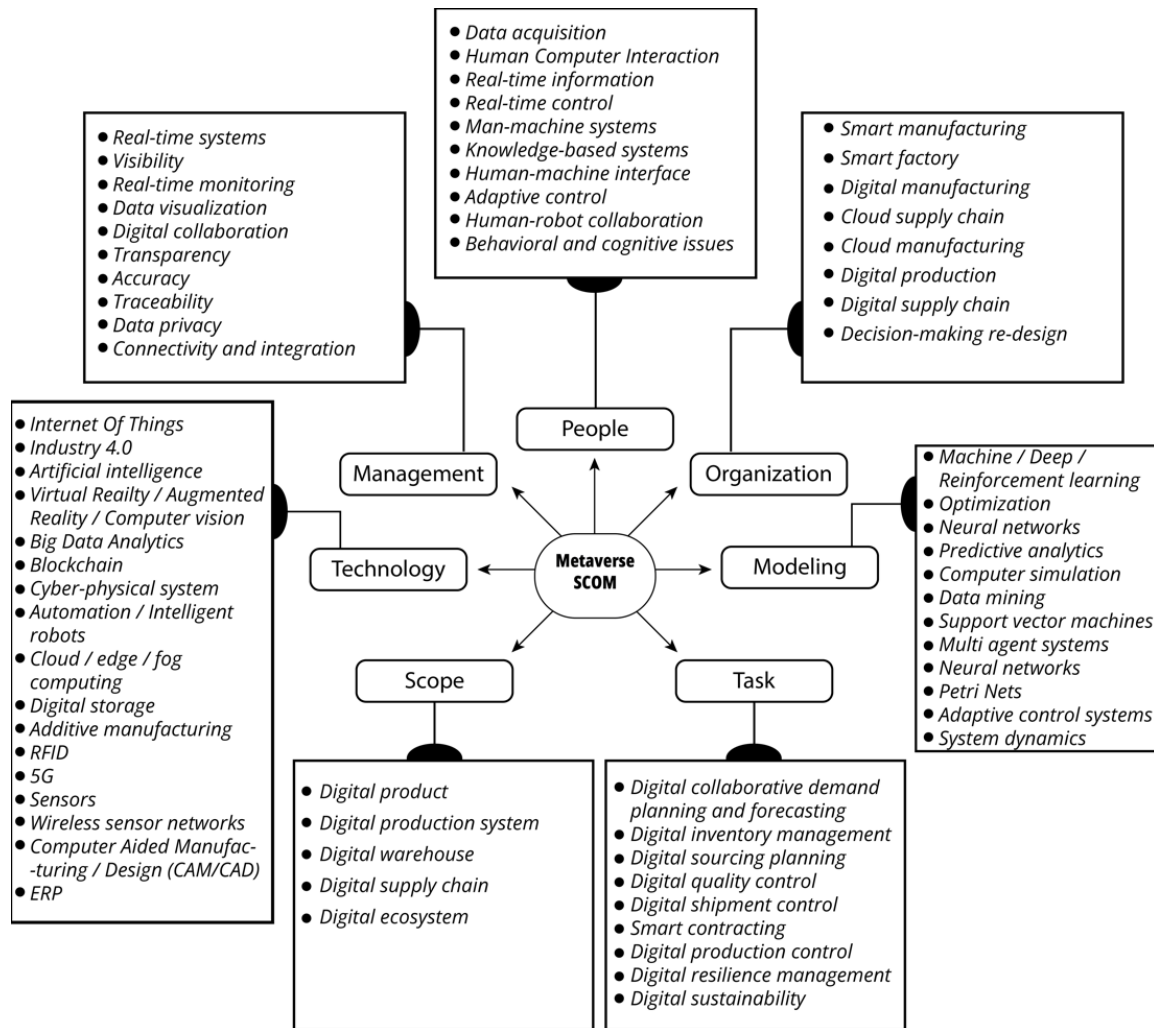 ● Data acquisition
● Human Computer Interaction
● Real-time information
● Real-time control
● Man-machine systems
● Knowledge-based systems
● Human-machine interface
● Adaptive control
● Human-robot collaboration
● Behavioral and cognitive issues
● Real-time systems
● Visibility
● Real-time monitoring
● Data visualization
● Digital collaboration
● Transparency
● Accuracy
● Traceability
● Data privacy
● Connectivity and integration
● Smart manufacturing
● Smart factory
● Digital manufacturing
● Cloud supply chain
● Cloud manufacturing
● Digital production
● Digital supply chain
● Decision-making re-design
People
Management
Organization
Technology
Metaverse
SCOM
Modeling
Scope
Task
● Internet Of Things
● Industry 4.0
● Artificial intelligence
● Virtual Reailty / Augmented
Reality / Computer vision
● Big Data Analytics
● Blockchain
● Cyber-physical system
● Automation / Intelligent
robots
● Cloud / edge / fog
computing
● Digital storage
● Additive manufacturing
● RFID
● 5G
● Sensors
● Wireless sensor networks
● Computer Aided Manufac-
-turing / Design (CAM/CAD)
● ERP
● Machine / Deep /
Reinforcement learning
● Optimization
● Neural networks
● Predictive analytics
● Computer simulation
● Data mining
● Support vector machines
● Multi agent systems
● Neural networks
● Petri Nets
● Adaptive control systems
● System dynamics
● Digital product
● Digital production system
● Digital warehouse
● Digital supply chain
● Digital ecosystem
● Digital collaborative demand
planning and forecasting
● Digital inventory management
● Digital sourcing planning
● Digital quality control
● Digital shipment control
● Smart contracting
● Digital production control
● Digital resilience management
● Digital sustainability